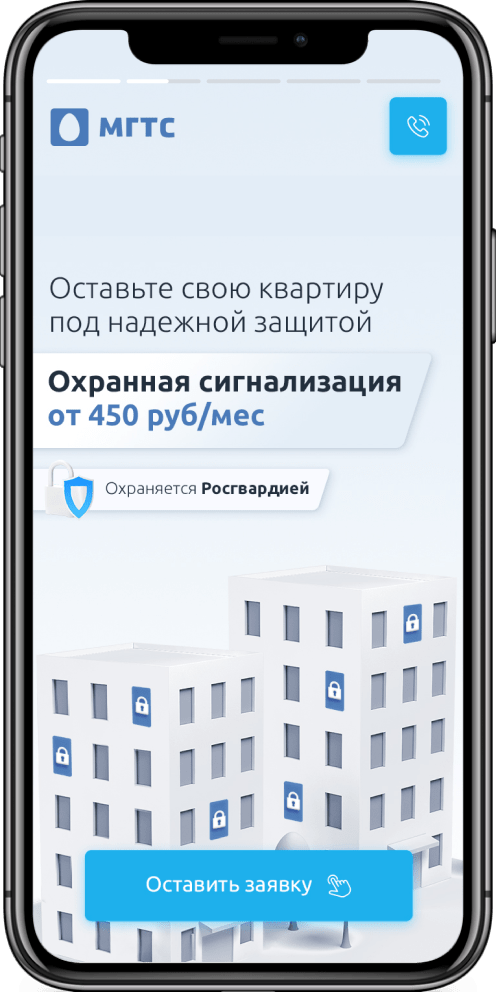 МГТС
Оставьте свою квартиру
под надежной защитой
Охранная сигнализация
от 450 руб/мес
Охраняется Росгвардией
Оставить заявку